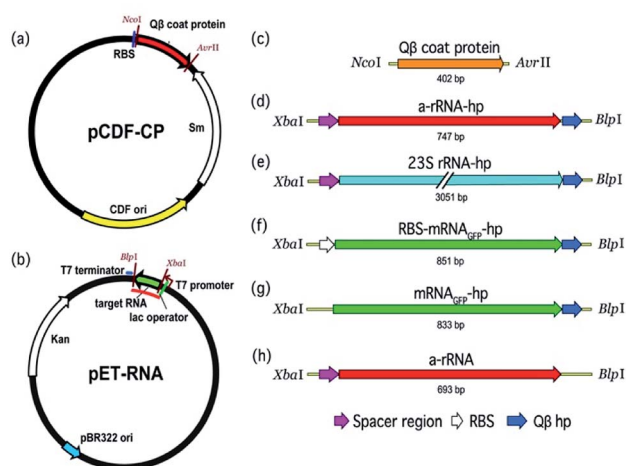 (a)
NcoI
Qβ coat protein
RBS
AvrII
pCDF-CP
Sm
CDF ori
(b)
T7 terminator
BlpI
XbaI
T7 promoter
target RNA
lac operator
Kan
pET-RNA
pBR322 ori
(c)
Qβ coat protein
NcoI
AvrII
402 bp
(d)
a-rRNA-hp
XbaI
BlpI
747 bp
(e)
23S rRNA-hp
XbaI
BlpI
3051 bp
(f)
RBS-mRNAGFP-hp
XbaI
BlpI
851 bp
(g)
mRNAGFP-hp
XbaI
BlpI
833 bp
(h)
a-rRNA
XbaI
BlpI
693 bp
Spacer region
RBS
Qβ hp